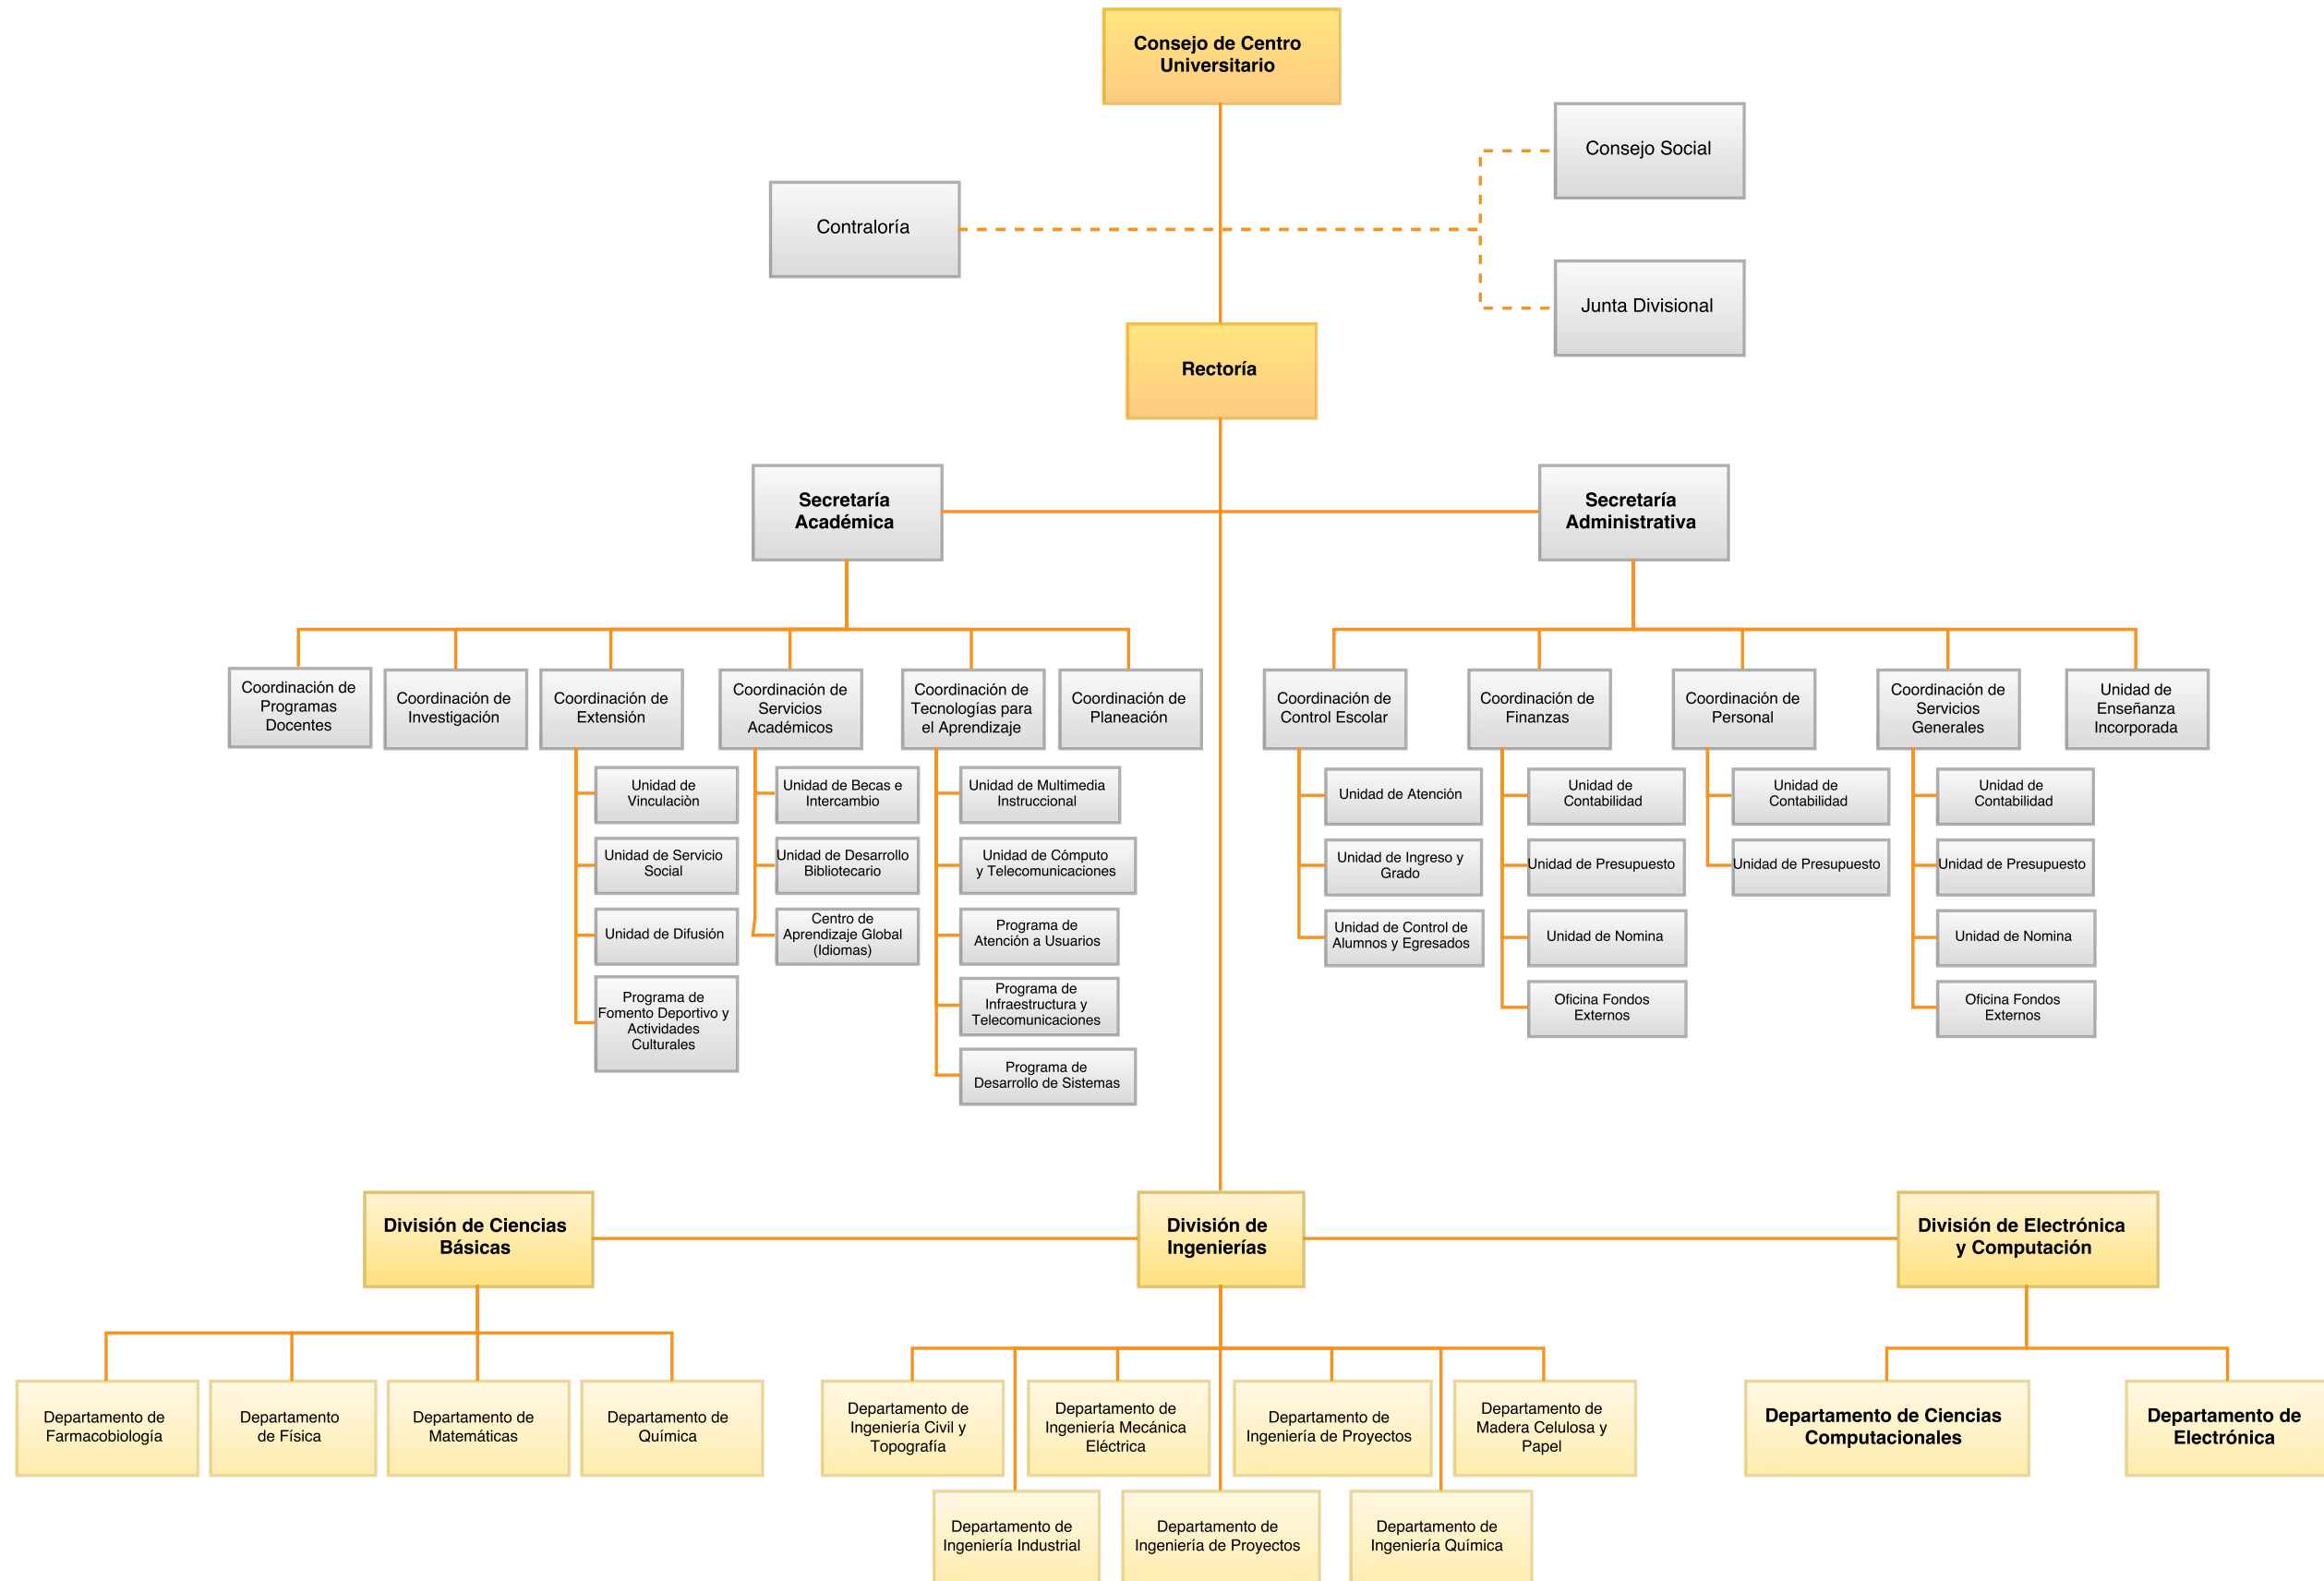 Consejo de Centro
Universitario
Consejo Social
Contraloría
Junta Divisional
Rectoría
Secretaría
Académica
Secretaría
Administrativa
Coordinación de
Programas
Docentes
Coordinación de
Investigación
Coordinación de
Extensión
Coordinación de
Servicios
Académicos
Coordinación de
Tecnologías para
el Aprendizaje
Coordinación de
Planeación
Coordinación de
Control Escolar
Coordinación de
Finanzas
Coordinación de
Personal
Coordinación de
Servicios
Generales
Unidad de
Enseñanza
Incorporada
Unidad de
Vinculaciòn
Unidad de Servicio
Social
Unidad de Difusión
Programa de
Fomento Deportivo y
Actividades
Culturales
Unidad de Becas e
Intercambio
Unidad de Desarrollo
Bibliotecario
Centro de
Aprendizaje Global
(Idiomas)
Unidad de Multimedia
Instruccional
Unidad de Cómputo
y Telecomunicaciones
Programa de
Atención a Usuarios
Programa de
Infraestructura y
Telecomunicaciones
Programa de
Desarrollo de Sistemas
Unidad de Atención
Unidad de Ingreso y
Grado
Unidad de Control de
Alumnos y Egresados
Unidad de
Contabilidad
Unidad de Presupuesto
Unidad de Nomina
Oficina Fondos
Externos
Unidad de
Contabilidad
Unidad de Presupuesto
Unidad de
Contabilidad
Unidad de Presupuesto
Unidad de Nomina
Oficina Fondos
Externos
División de Ciencias
Básicas
División de
Ingenierías
División de Electrónica
y Computación
Departamento de
Farmacobiología
Departamento
de Física
Departamento de
Matemáticas
Departamento de
Química
Departamento de
Ingeniería Civil y
Topografía
Departamento de
Ingeniería Mecánica
Eléctrica
Departamento de
Ingeniería de Proyectos
Departamento de
Madera Celulosa y
Papel
Departamento de Ciencias
Computacionales
Departamento de
Electrónica
Departamento de
Ingeniería Industrial
Departamento de
Ingeniería de Proyectos
Departamento de
Ingeniería Química